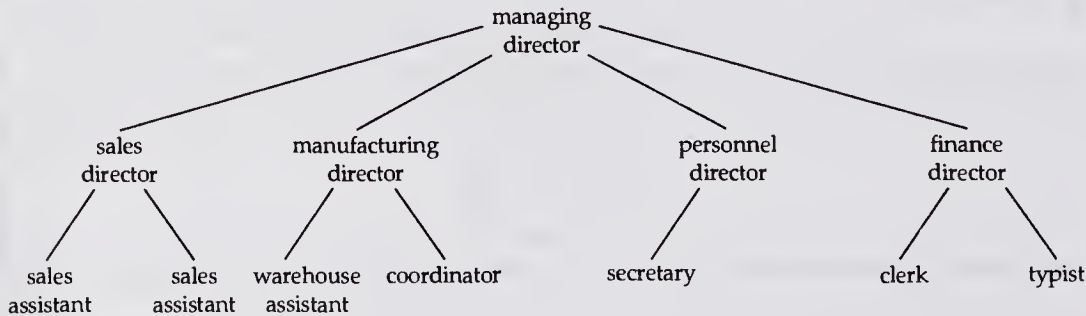 managing
director
sales
director
manufacturing
director
personnel
director
finance
director
sales
assistant
sales
assistant
warehouse
assistant
coordinator
secretary
clerk
typist